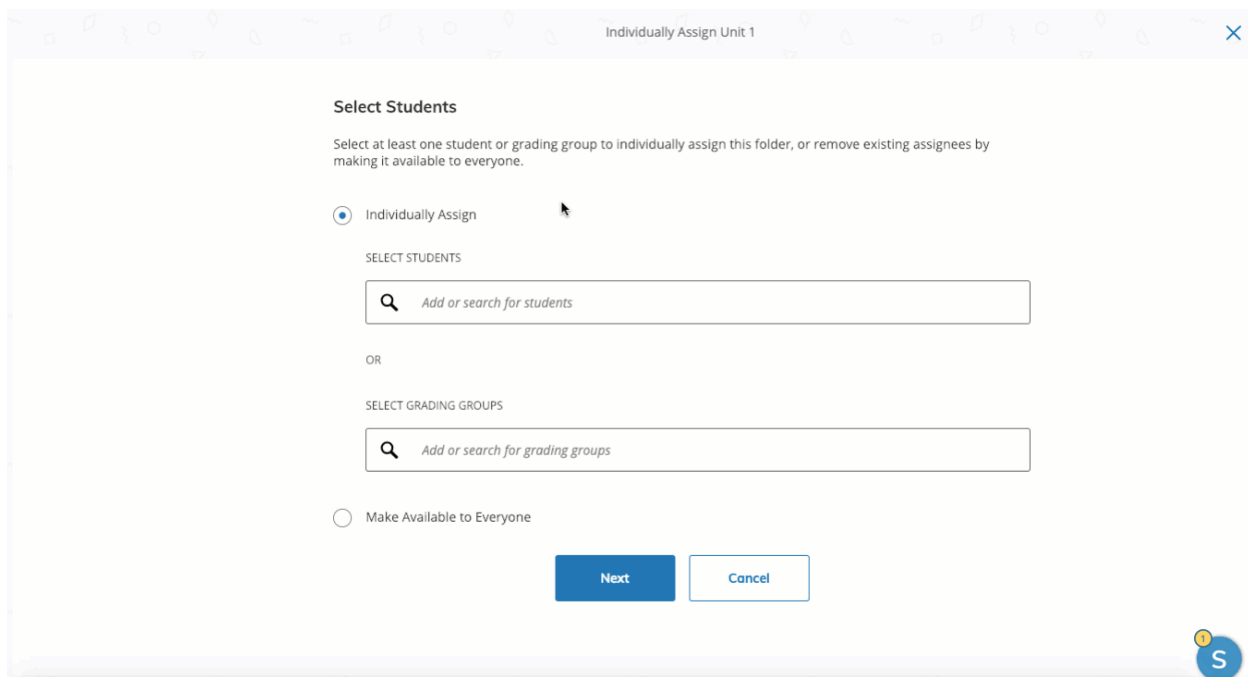 Individually Assign Unit 1
Select Students
Select at least one student or grading group to individually assign this folder, or remove existing assignees by
making it available to everyone.
Individually Assign
SELECT STUDENTS
Add or search for students
OR
SELECT GRADING GROUPS
Add or search for grading groups
Make Available to Everyone
Next Cancel
1
S